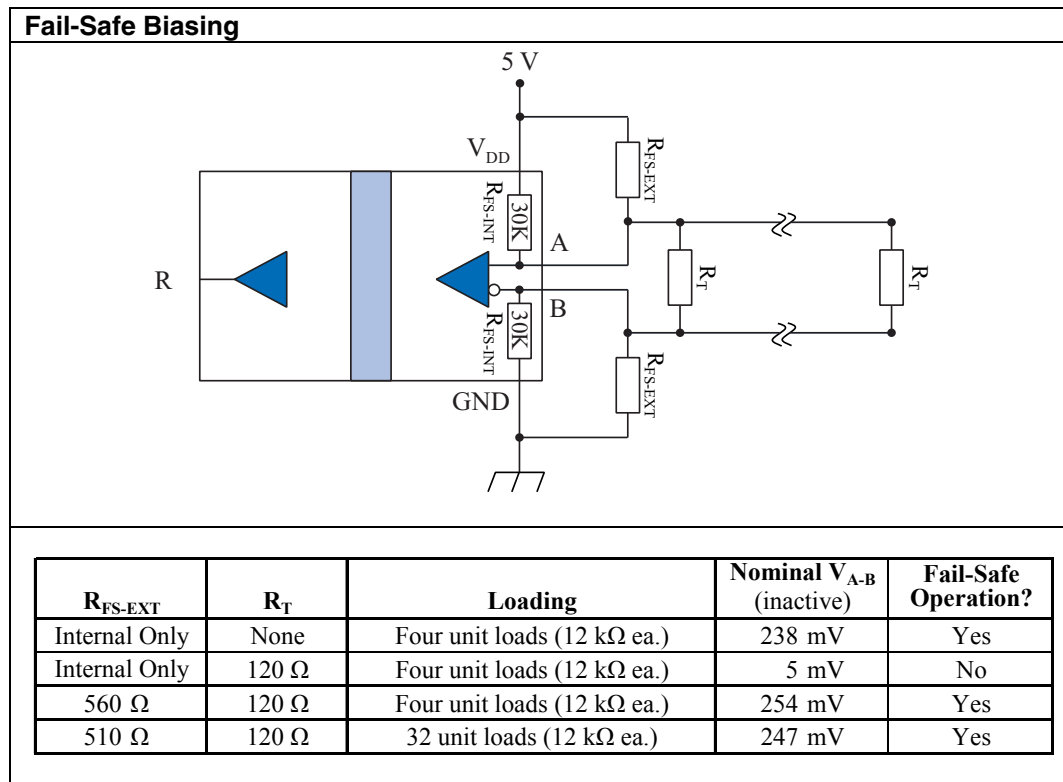 Fail-Safe Biasing
5 V
V_DD
R_FS-EXT
R_FS-INT
30K
A
R
R_T
R_T
B
R_FS-INT
30K
R_FS-EXT
GND
R_FS-EXT R_T Loading Nominal V_A-B (inactive) Fail-Safe Operation?
Internal Only None Four unit loads (12 kΩ ea.) 238 mV Yes
Internal Only 120 Ω Four unit loads (12 kΩ ea.) 5 mV No
560 Ω 120 Ω Four unit loads (12 kΩ ea.) 254 mV Yes
510 Ω 120 Ω 32 unit loads (12 kΩ ea.) 247 mV Yes